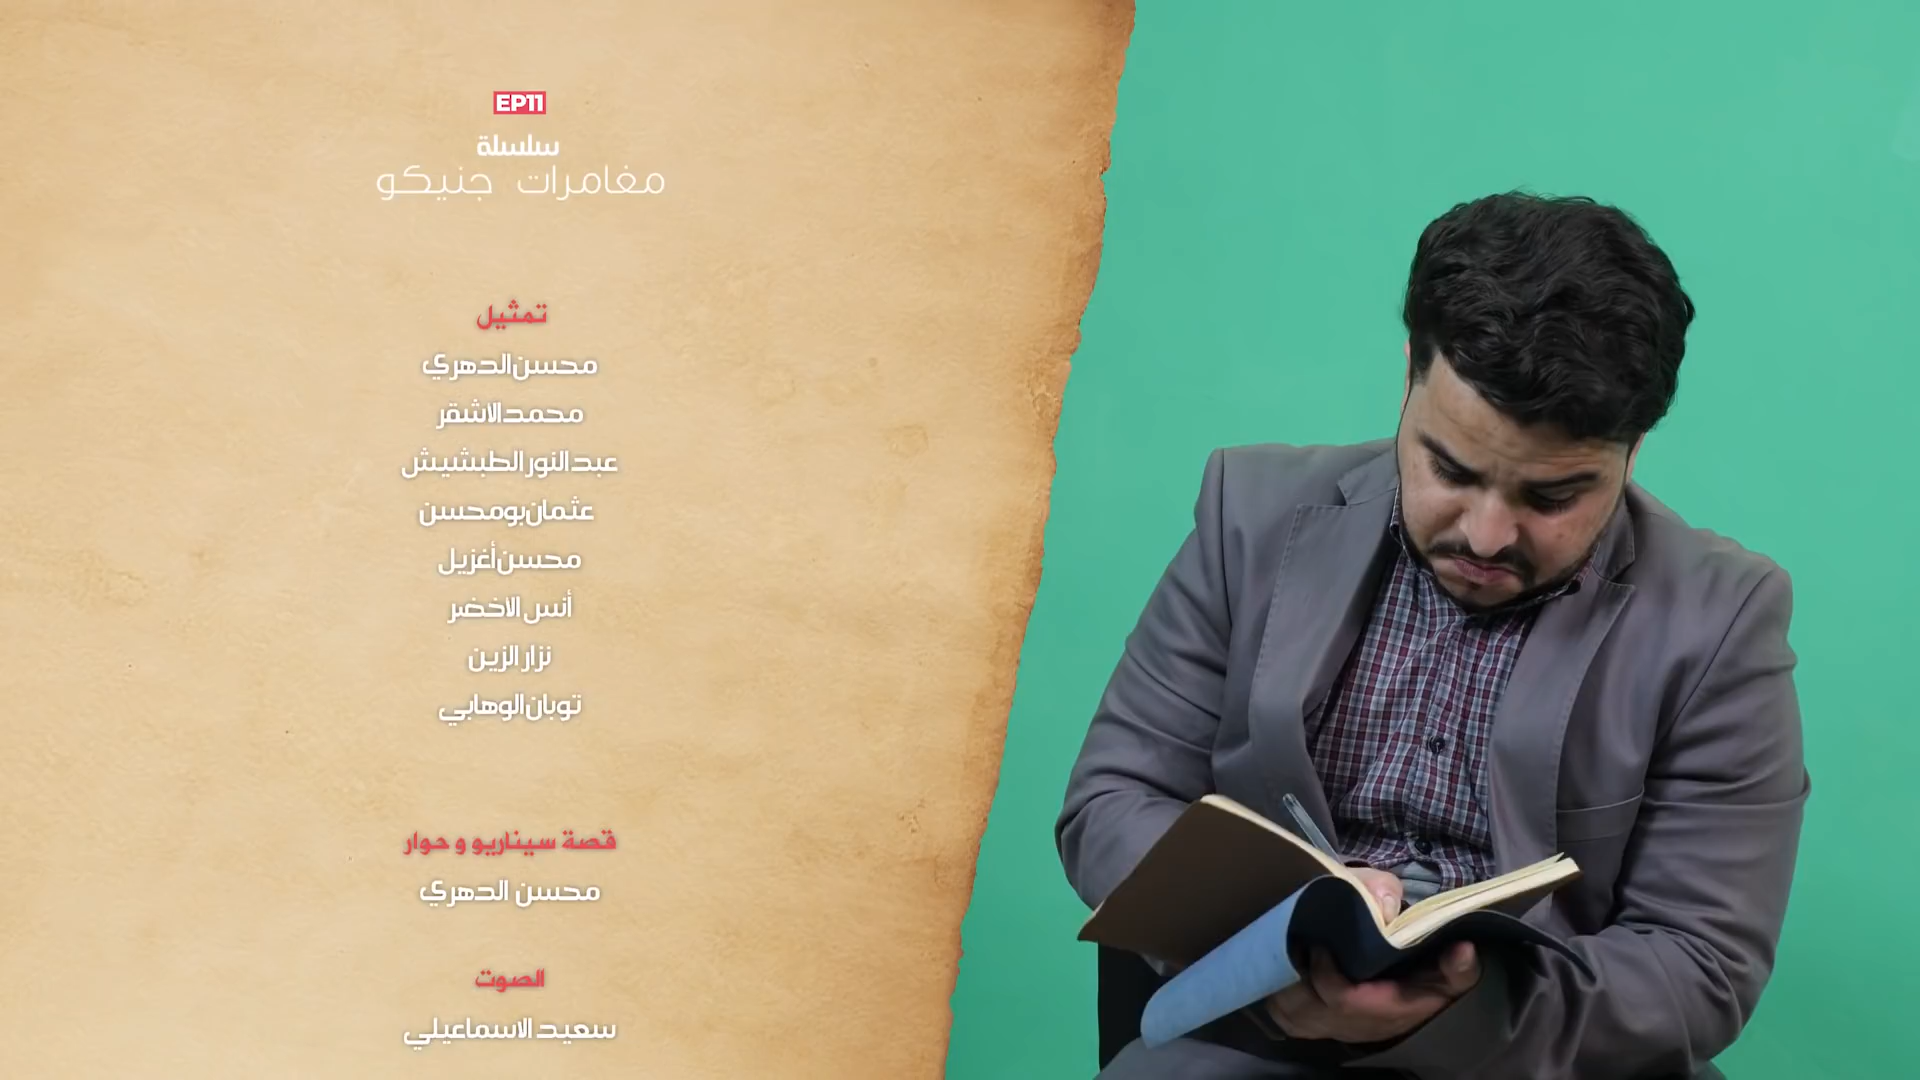 EP11
سلسلة
مغامرات جنيكو
تمثيل
محسن الدهري
محمد الاشقر
عبد النور الطبشيش
عثمان بومحسن
محسن أغزيل
أنس الاخضر
نزار الزين
توبان الوهابي
قصة سيناريو و حوار
محسن الدهري
الصوت
سعيد الاسماعيلي